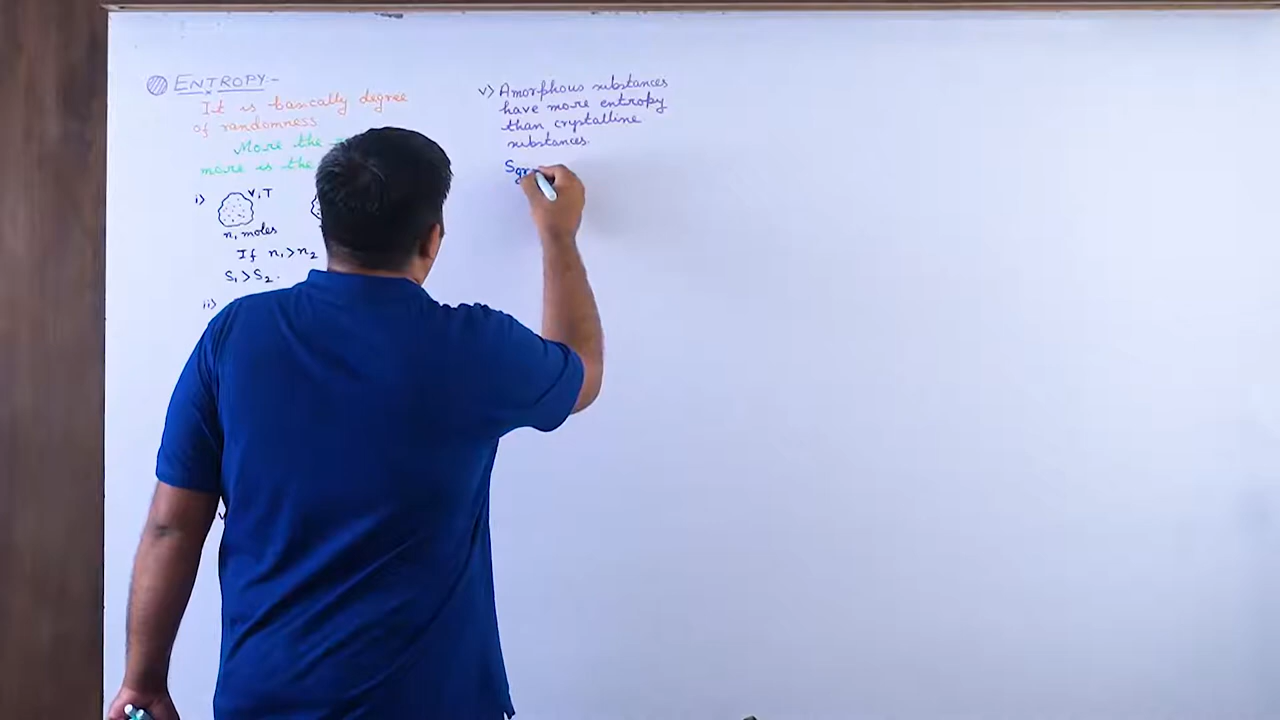 ENTROPY:-
It is basically degree
of randomness
More the
more is the
i) V, T
n, moles
If n₁>n₂
S₁>S₂.
ii)
v) Amorphous substances
have more entropy
than crystalline
substances.
Sgr